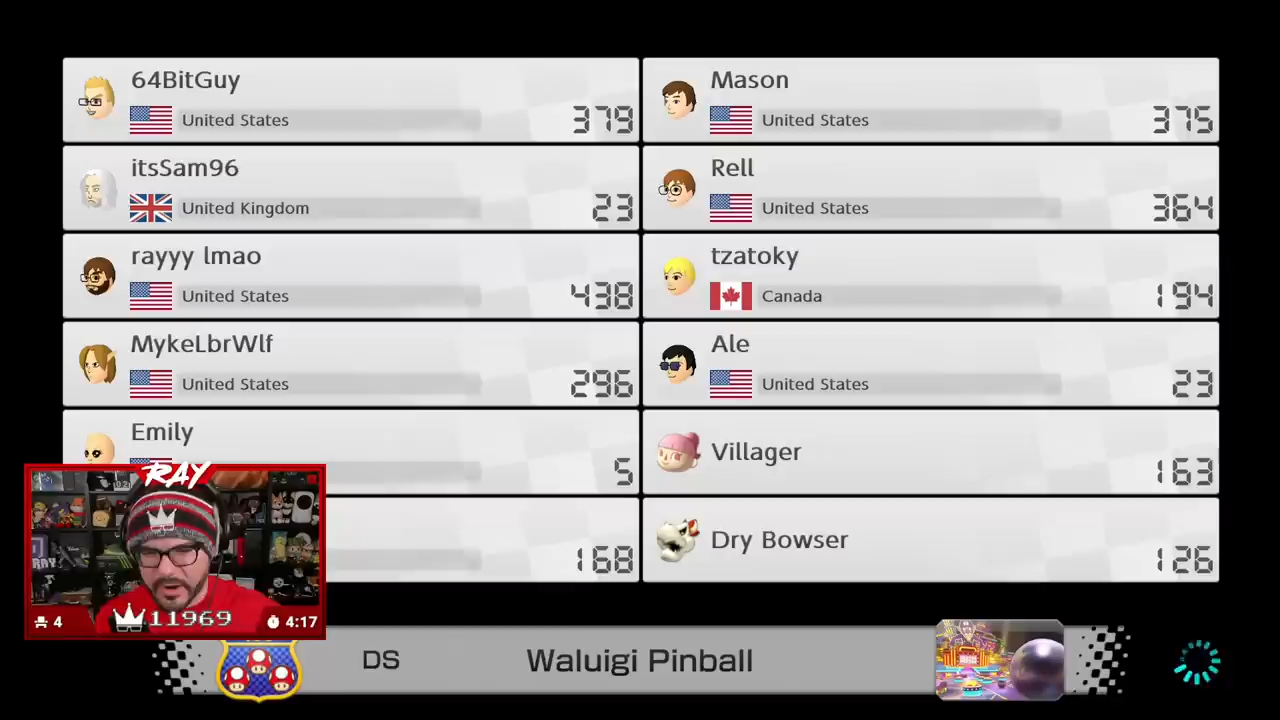 64BitGuy
United States
379
Mason
United States
375
itsSam96
United Kingdom
23
Rell
United States
364
rayyy lmao
United States
438
tzatoky
Canada
194
MykeLbrWlf
United States
296
Ale
United States
23
Emily
5
Villager
163
168
Dry Bowser
126
RAY
RAY
4
11969
4:17
DS
Waluigi Pinball